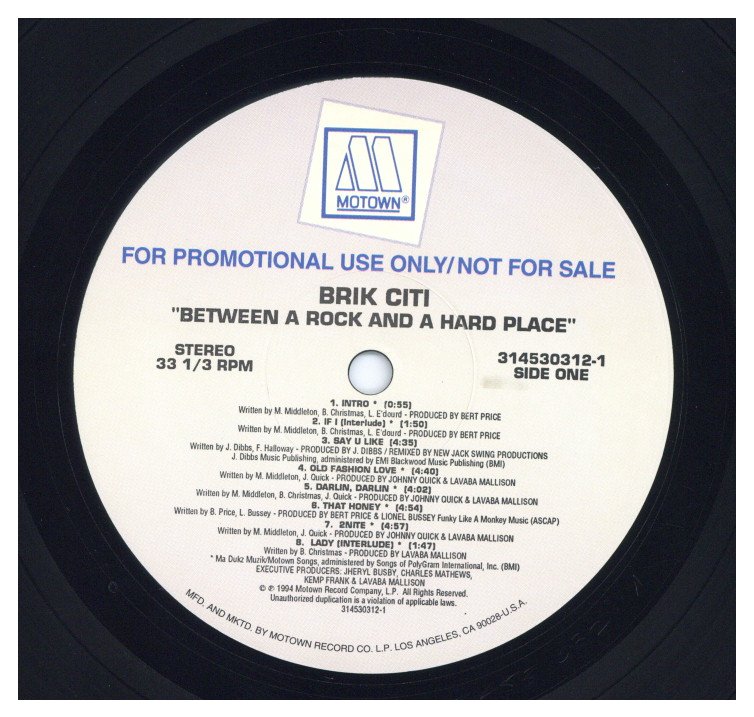 MOTOWN®
FOR PROMOTIONAL USE ONLY/NOT FOR SALE
BRIK CITI
"BETWEEN A ROCK AND A HARD PLACE"
STEREO
33 1/3 RPM
314530312-1
SIDE ONE
1. INTRO * (0:55)
Written by M. Middleton, B. Christmas, L. E'dourd - PRODUCED BY BERT PRICE
2. IF I (Interlude) * (1:50)
Written by M. Middleton, B. Christmas, L. E'dourd - PRODUCED BY BERT PRICE
3. SAY U LIKE (4:35)
Written by J. Dibbs, F. Halloway - PRODUCED BY J. DIBBS / REMIXED BY NEW JACK SWING PRODUCTIONS
J. Dibbs Music Publishing, administered by EMI Blackwood Music Publishing (BMI)
4. OLD FASHION LOVE * (4:40)
Written by M. Middleton, J. Quick - PRODUCED BY JOHNNY QUICK & LAVABA MALLISON
5. DARLIN, DARLIN * (4:02)
Written by M. Middleton, B. Christmas, J. Quick - PRODUCED BY JOHNNY QUICK & LAVABA MALLISON
6. THAT HONEY * (4:54)
Written by B. Price, L. Bussey - PRODUCED BY BERT PRICE & LIONEL BUSSEY Funky Like A Monkey Music (ASCAP)
7. 2NITE * (4:57)
Written by M. Middleton, J. Quick - PRODUCED BY JOHNNY QUICK & LAVABA MALLISON
8. LADY (INTERLUDE) * (1:47)
Written by B. Christmas - PRODUCED BY LAVABA MALLISON
* Ma Dukz Muzik/Motown Songs, administered by Songs of PolyGram International, Inc. (BMI)
EXECUTIVE PRODUCERS: JHERYL BUSBY, CHARLES MATHEWS,
KEMP FRANK & LAVABA MALLISON
© ℗ 1994 Motown Record Company, L.P. All Rights Reserved.
Unauthorized duplication is a violation of applicable laws.
314530312-1
MFD. AND MKTD. BY MOTOWN RECORD CO. L.P. LOS ANGELES, CA 90028-U.S.A.